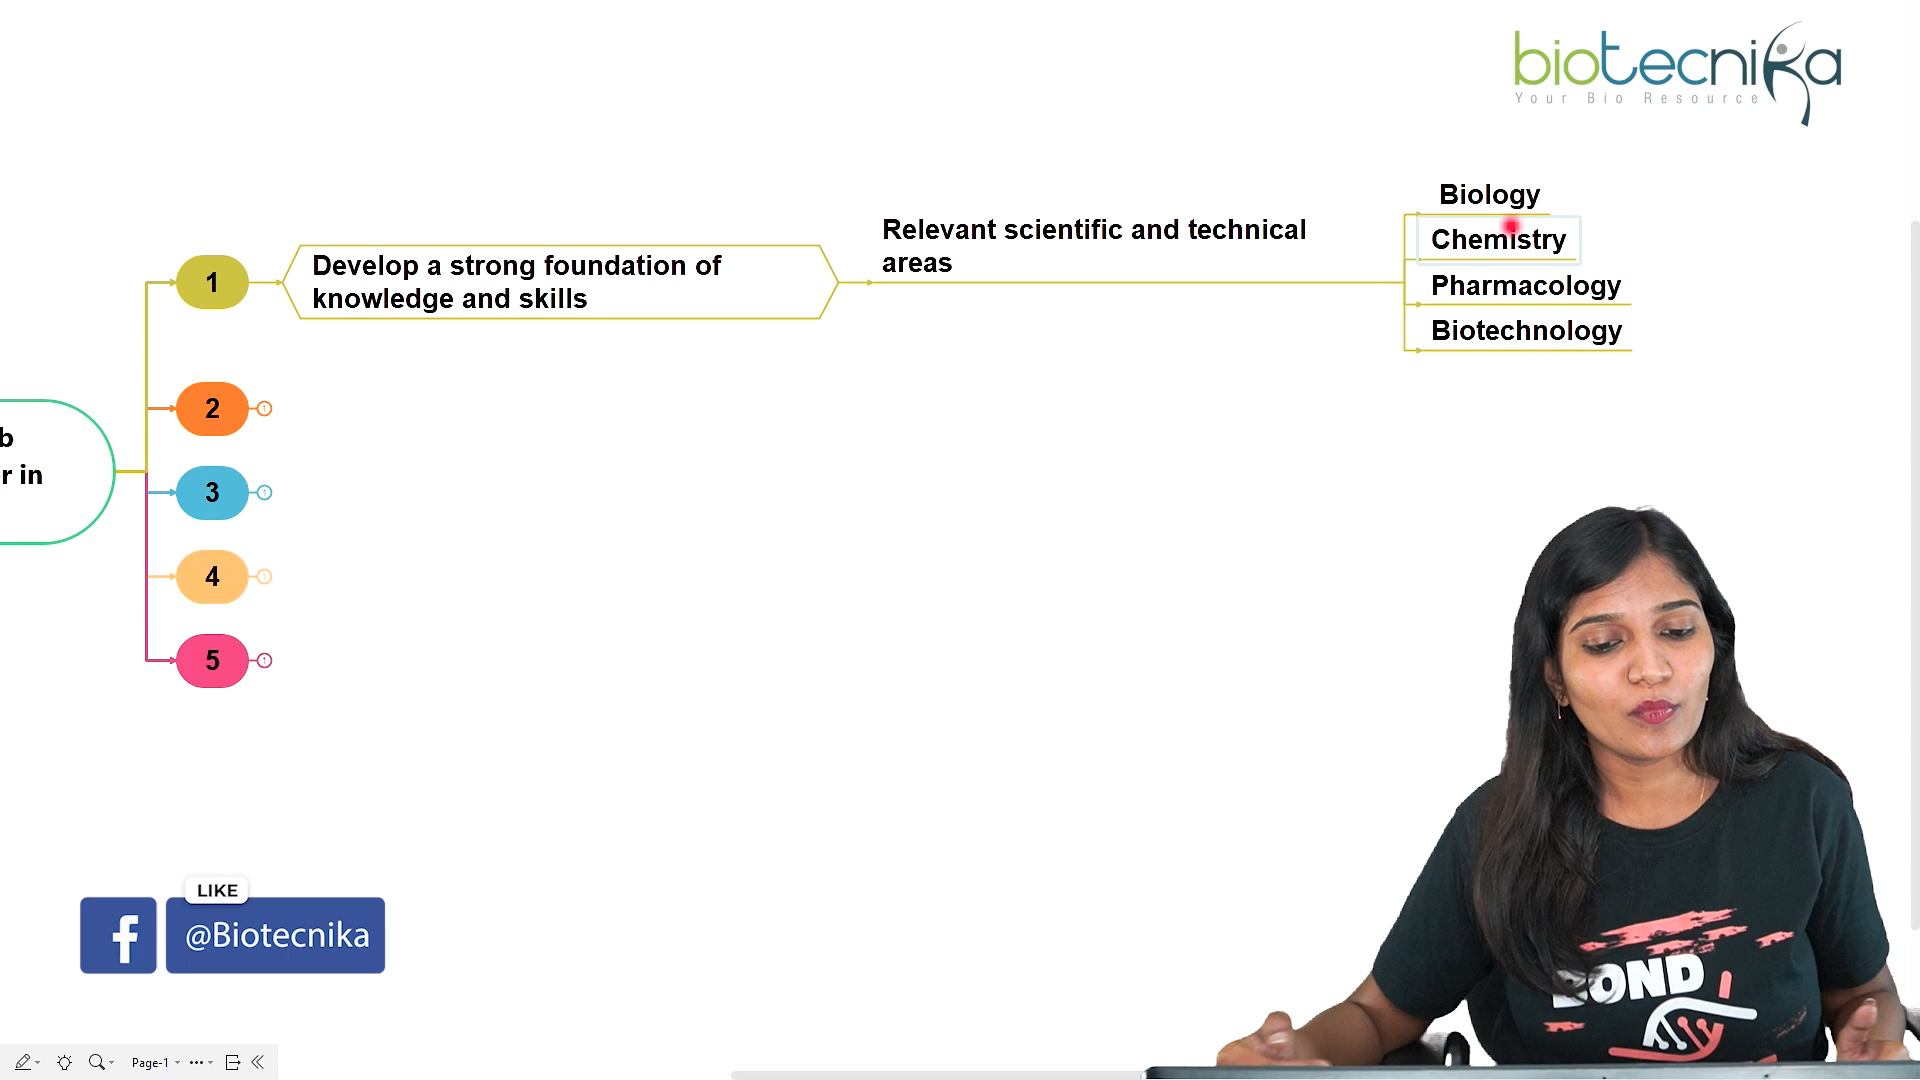 biotecnika
Your Bio Resource
Biology
Chemistry
Pharmacology
Biotechnology
Relevant scientific and technical
areas
1
Develop a strong foundation of
knowledge and skills
2
b
r in
3
4
5
LIKE
@Biotecnika
BOND
Page-1